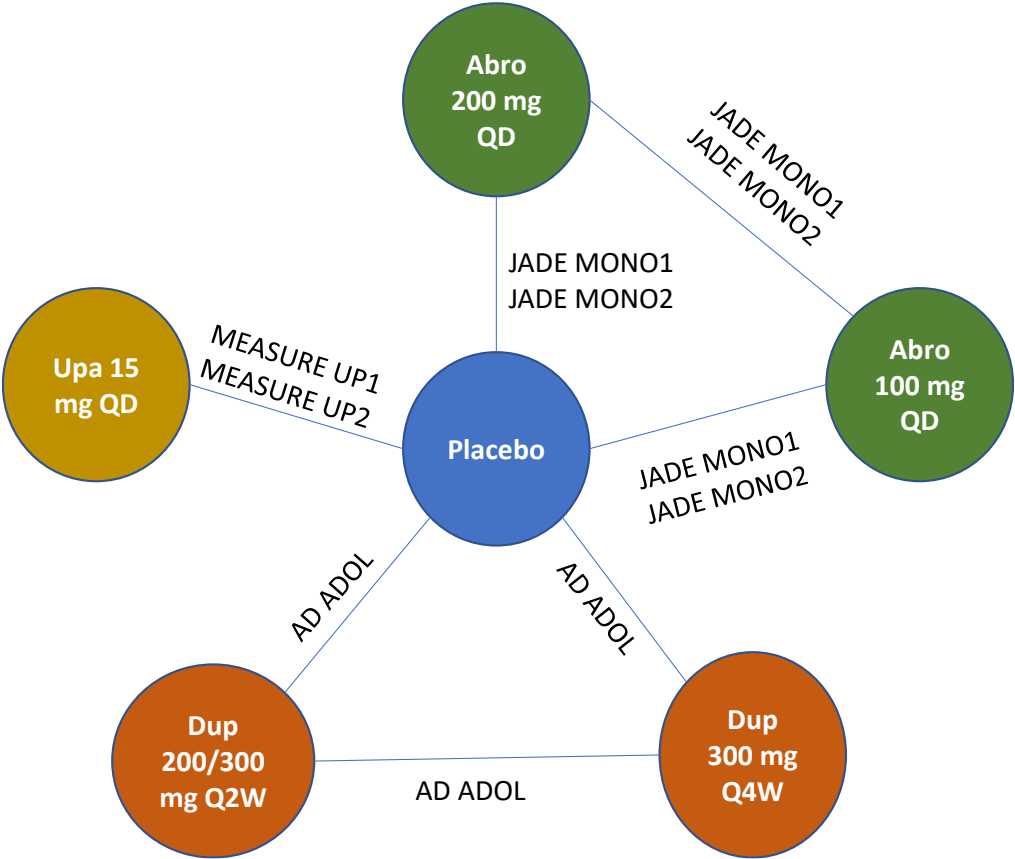 Abro
200 mg
QD
JADE MONO1
JADE MONO2
JADE MONO1
JADE MONO2
Upa 15
mg QD
MEASURE UP1
MEASURE UP2
Abro
100 mg
QD
Placebo
JADE MONO1
JADE MONO2
AD ADOL
AD ADOL
Dup
200/300
mg Q2W
AD ADOL
Dup
300 mg
Q4W